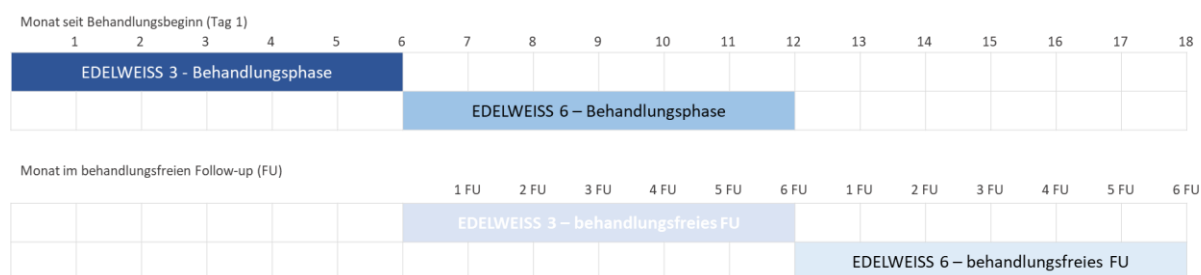 Monat seit Behandlungsbeginn (Tag 1)
1 2 3 4 5 6 7 8 9 10 11 12 13 14 15 16 17 18
EDELWEISS 3 - Behandlungsphase
EDELWEISS 6 – Behandlungsphase
Monat im behandlungsfreien Follow-up (FU)
1 FU 2 FU 3 FU 4 FU 5 FU 6 FU 1 FU 2 FU 3 FU 4 FU 5 FU 6 FU
EDELWEISS 3 – behandlungsfreies FU
EDELWEISS 6 – behandlungsfreies FU